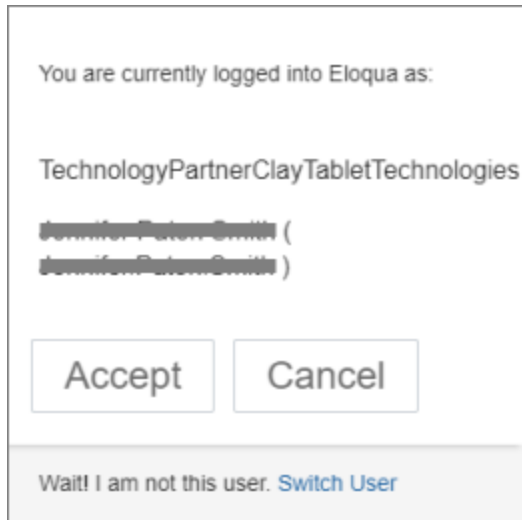 You are currently logged into Eloqua as:
TechnologyPartnerClayTabletTechnologies
(
)
Accept Cancel
Wait! I am not this user. Switch User